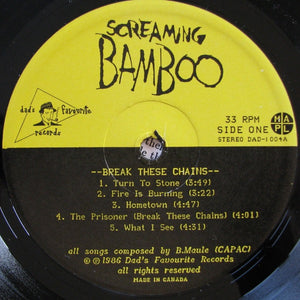 SCREAMING
BAMBOO
dad's favourite
records
33 RPM
SIDE ONE
STEREO DAD-1004A
M A
P L
--BREAK THESE CHAINS--
1. Turn To Stone (3:49)
2. Fire Is Burning (3:22)
3. Hometown (4:47)
4. The Prisoner (Break These Chains) (4:01)
5. What I See (4:31)
all songs composed by B.Maule (CAPAC)
©℗1986 Dad's Favourite Records
all rights reserved
MADE IN CANADA